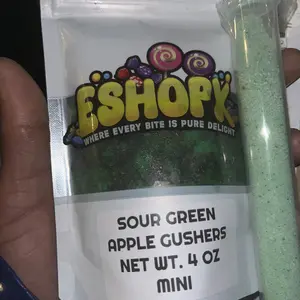 ESHOPX
WHERE EVERY BITE IS PURE DELIGHT
SOUR GREEN
APPLE GUSHERS
NET WT. 4 OZ
MINI